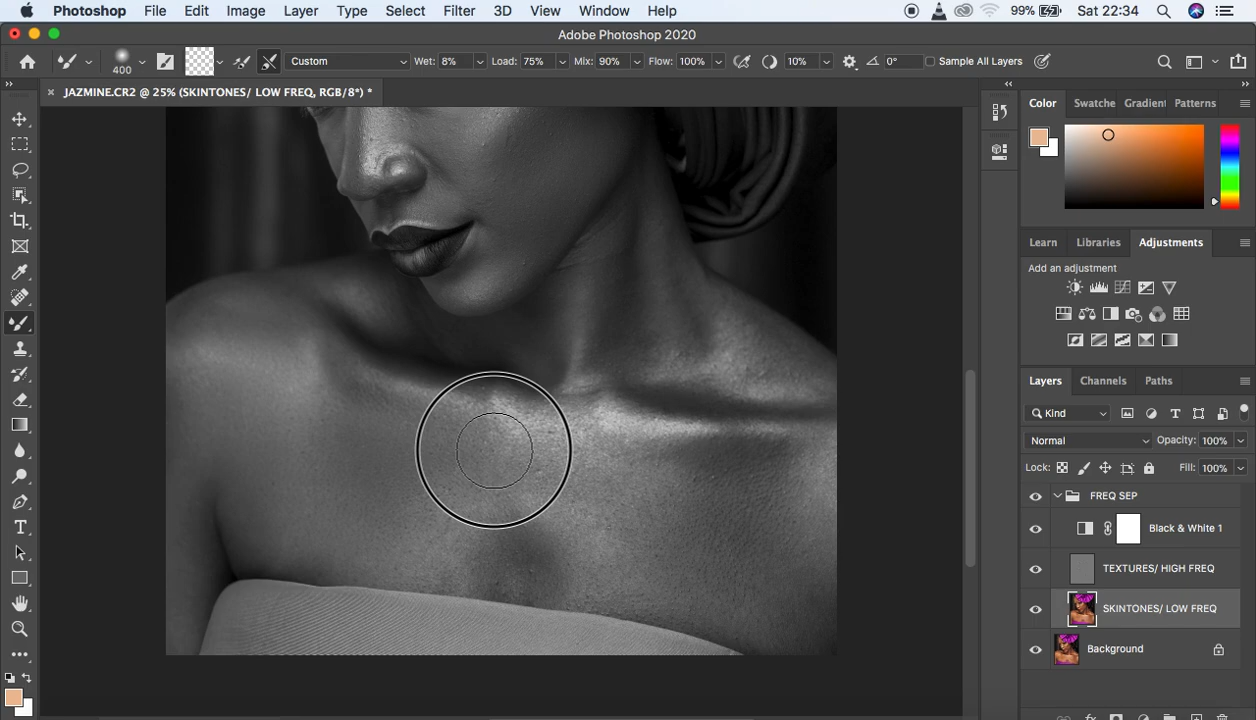 Photoshop File Edit Image Layer Type Select Filter 3D View Window Help 99% Sat 22:34
Adobe Photoshop 2020
400 Custom Wet: 8% Load: 75% Mix: 90% Flow: 100% 10% 0° Sample All Layers
× JAZMINE.CR2 @ 25% (SKINTONES/ LOW FREQ, RGB/8*) *
Color Swatche Gradient Patterns
Learn Libraries Adjustments
Add an adjustment
Layers Channels Paths
Kind
Normal Opacity: 100%
Lock: Fill: 100%
FREQ SEP
Black & White 1
TEXTURES/ HIGH FREQ
SKINTONES/ LOW FREQ
Background